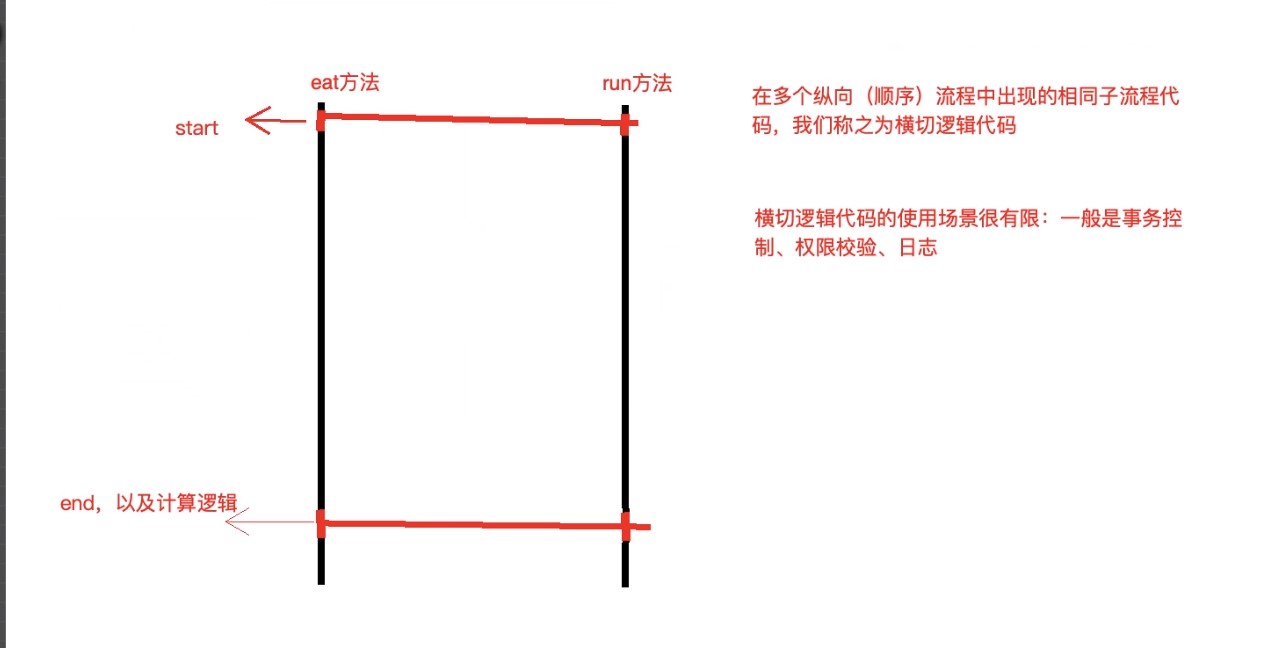 eat方法
run方法
start
end，以及计算逻辑
在多个纵向（顺序）流程中出现的相同子流程代
码，我们称之为横切逻辑代码
横切逻辑代码的使用场景很有限：一般是事务控
制、权限校验、日志